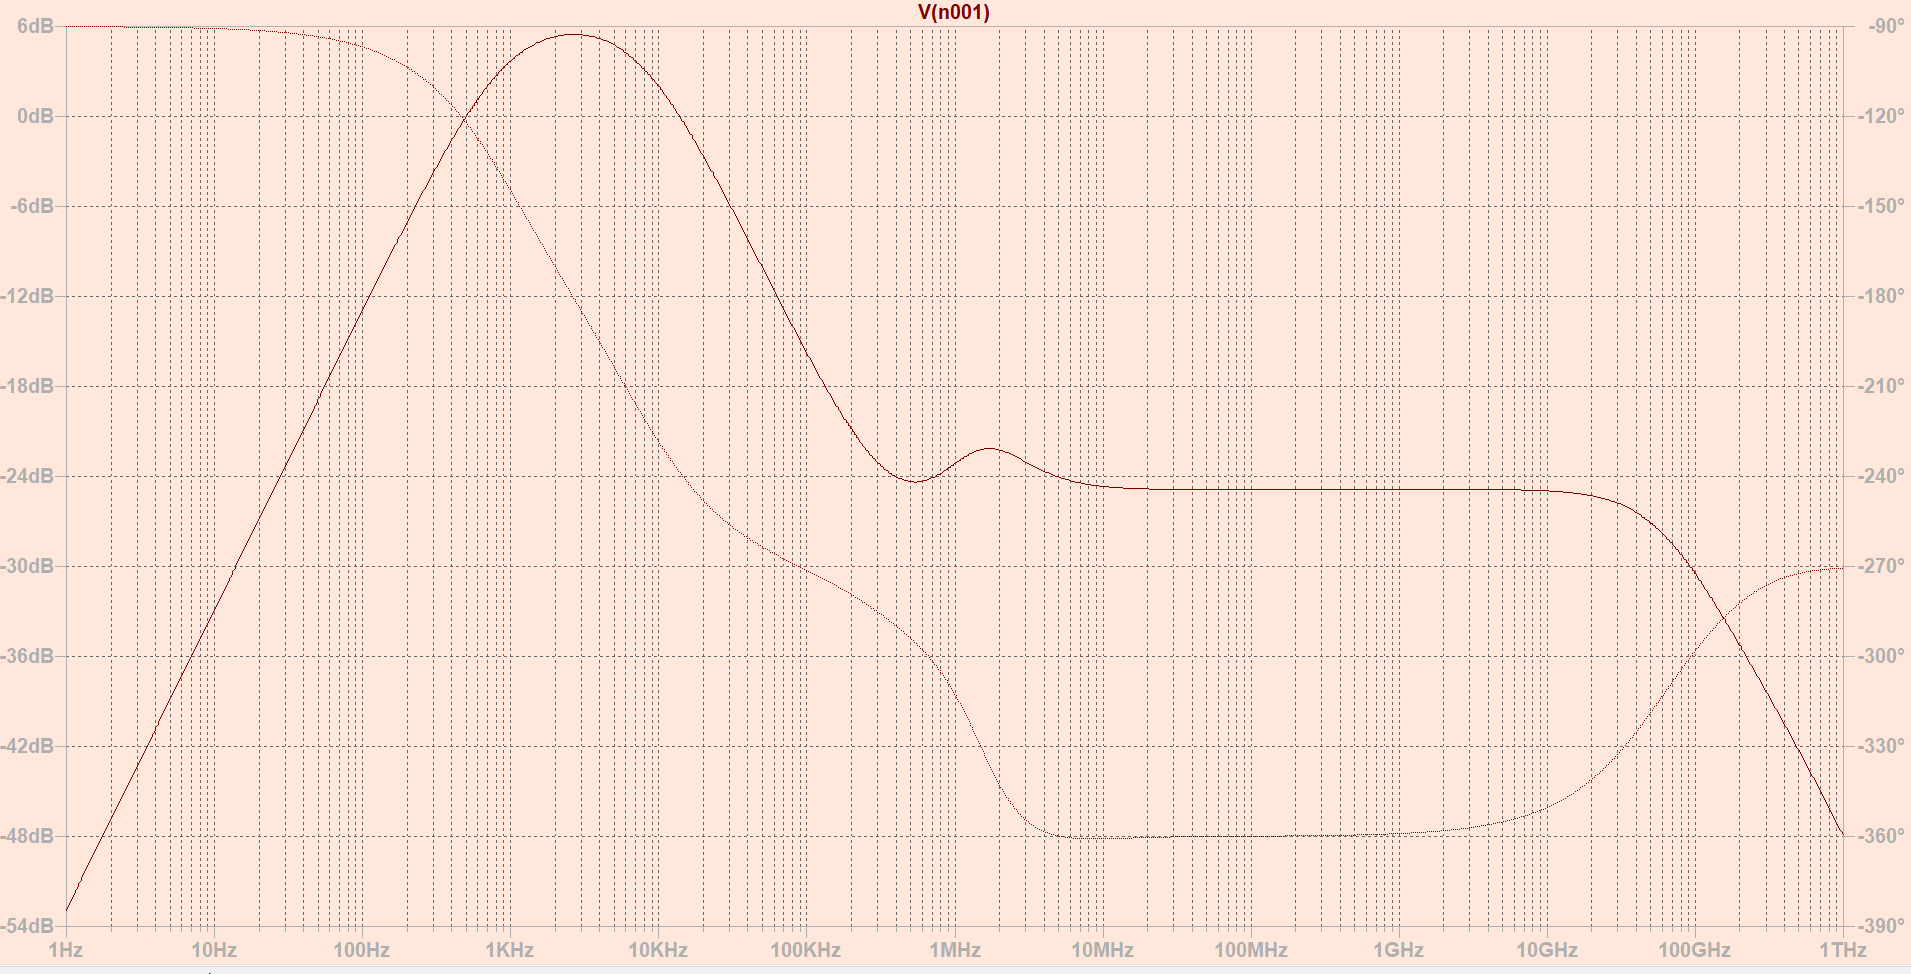 V(n001)
6dB
0dB
-6dB
-12dB
-18dB
-24dB
-30dB
-36dB
-42dB
-48dB
-54dB
-90°
-120°
-150°
-180°
-210°
-240°
-270°
-300°
-330°
-360°
-390°
1Hz 10Hz 100Hz 1KHz 10KHz 100KHz 1MHz 10MHz 100MHz 1GHz 10GHz 100GHz 1THz